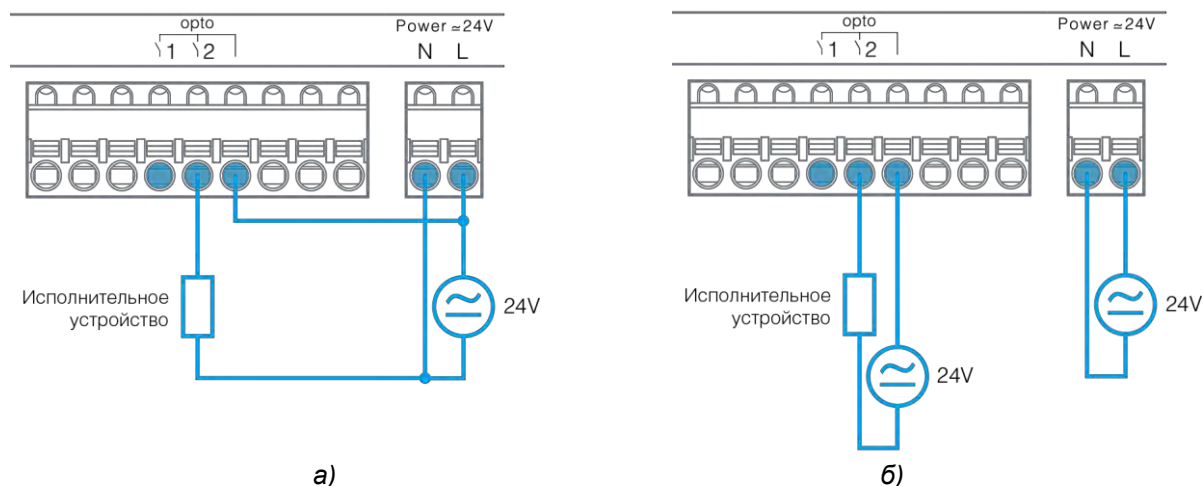 opto
Power ≃24V
1 2
N L
Исполнительное
устройство
24V
а)
opto
Power ≃24V
1 2
N L
Исполнительное
устройство
24V
24V
б)